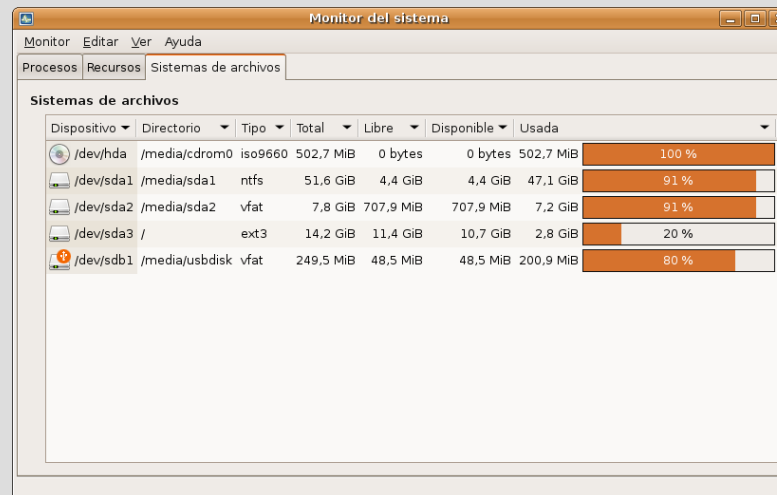 Monitor del sistema
Monitor Editar Ver Ayuda
Procesos Recursos Sistemas de archivos
Sistemas de archivos
Dispositivo Directorio Tipo Total Libre Disponible Usada
/dev/hda /media/cdrom0 iso9660 502,7 MiB 0 bytes 0 bytes 502,7 MiB 100 %
/dev/sda1 /media/sda1 ntfs 51,6 GiB 4,4 GiB 4,4 GiB 47,1 GiB 91 %
/dev/sda2 /media/sda2 vfat 7,8 GiB 707,9 MiB 707,9 MiB 7,2 GiB 91 %
/dev/sda3 / ext3 14,2 GiB 11,4 GiB 10,7 GiB 2,8 GiB 20 %
/dev/sdb1 /media/usbdisk vfat 249,5 MiB 48,5 MiB 48,5 MiB 200,9 MiB 80 %